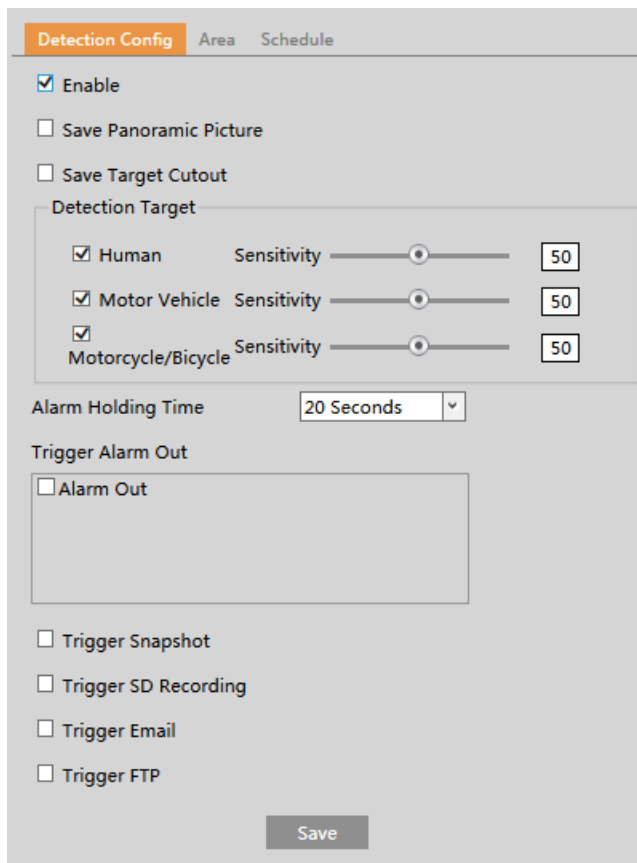 Detection Config Area Schedule
Enable
Save Panoramic Picture
Save Target Cutout
Detection Target
Human Sensitivity 50
Motor Vehicle Sensitivity 50
Motorcycle/Bicycle Sensitivity 50
Alarm Holding Time 20 Seconds
Trigger Alarm Out
Alarm Out
Trigger Snapshot
Trigger SD Recording
Trigger Email
Trigger FTP
Save